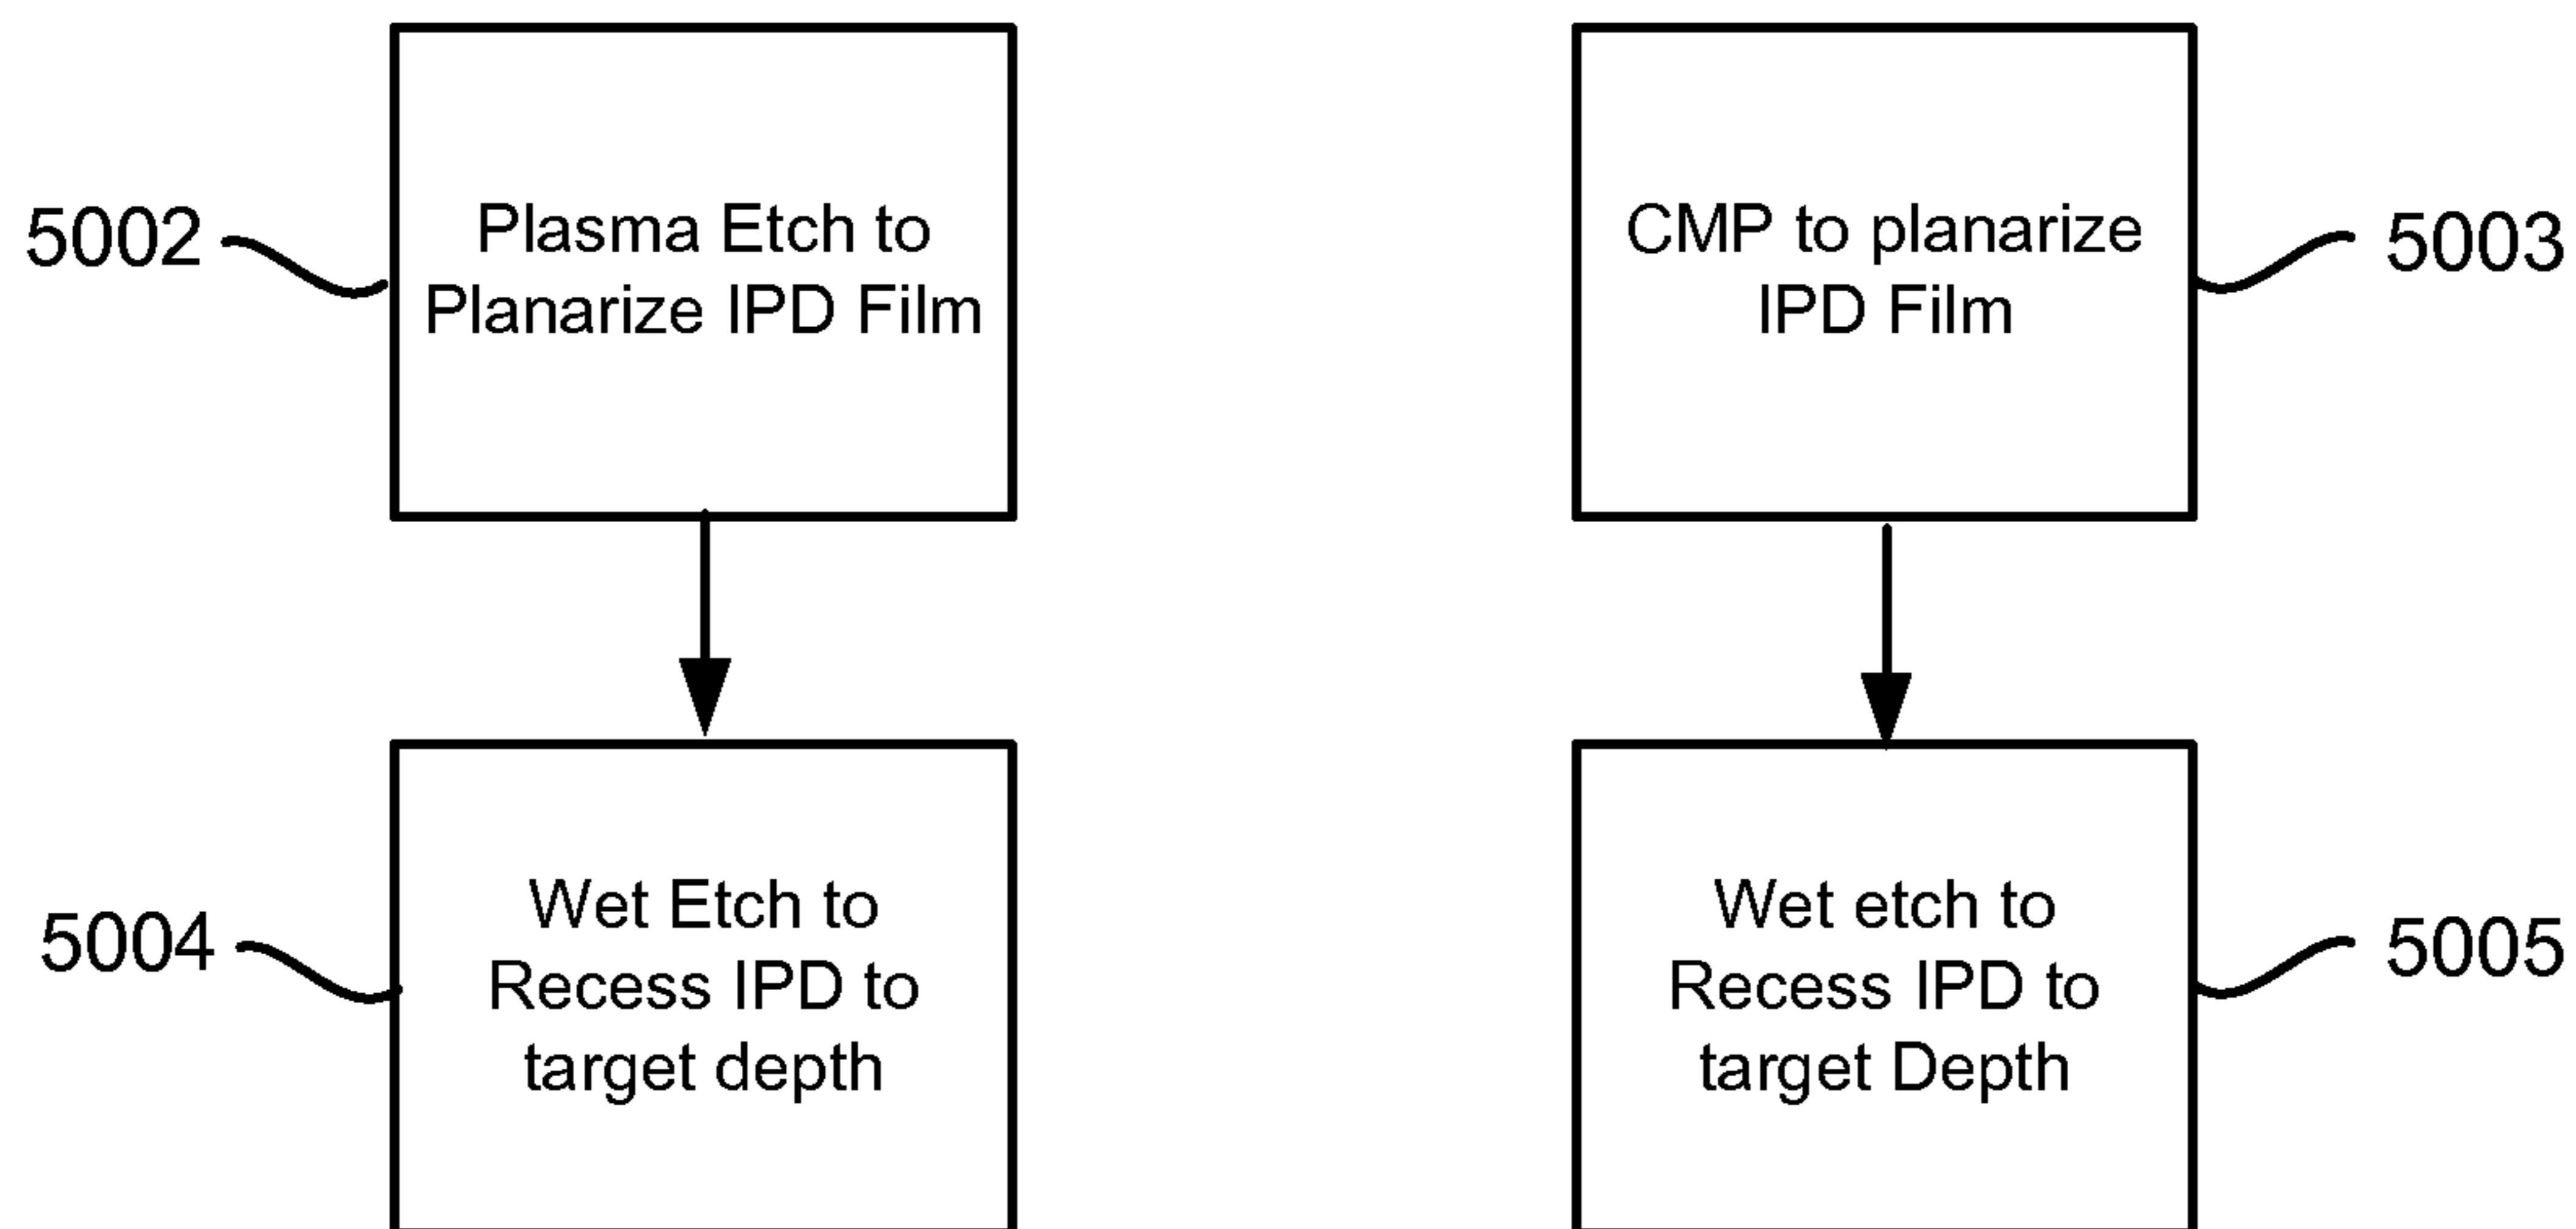 5002
Plasma Etch to
Planarize IPD Film
CMP to planarize
IPD Film
5003
5004
Wet Etch to
Recess IPD to
target depth
Wet etch to
Recess IPD to
target Depth
5005